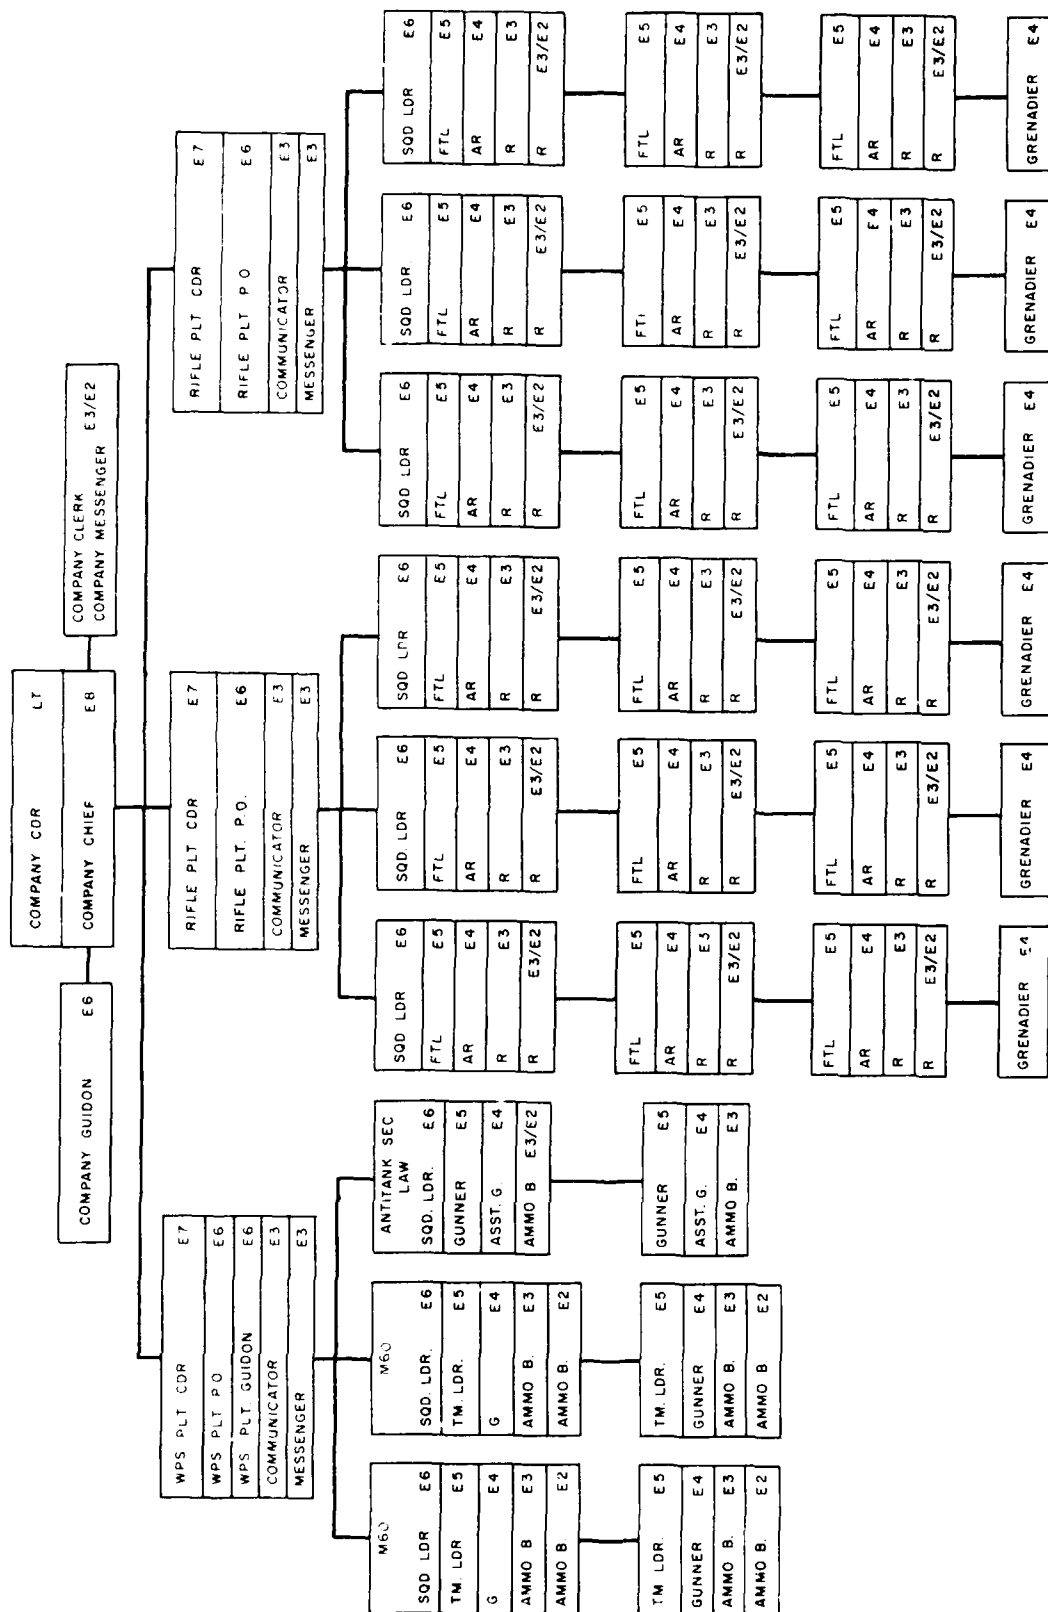 COMPANY CDR LT
COMPANY CHIEF E8
COMPANY GUIDON E6
COMPANY CLERK
COMPANY MESSENGER E3/E2
WPS PLT CDR E7
WPS PLT P O E6
WPS PLT. GUIDON E6
COMMUNICATOR E3
MESSENGER E3
RIFLE PLT CDR E7
RIFLE PLT. P.O. E6
COMMUNICATOR E3
MESSENGER E3
RIFLE PLT CDR E7
RIFLE PLT P O E6
COMMUNICATOR E3
MESSENGER E3
M60
SQD LDR E6
TM. LDR E5
G E4
AMMO B E3
AMMO B. E2
TM LDR. E5
GUNNER E4
AMMO B. E3
AMMO B. E2
M60
SQD. LDR. E6
TM. LDR. E5
G E4
AMMO B. E3
AMMO B. E2
TM. LDR. E5
GUNNER E4
AMMO B. E3
AMMO B E2
ANTITANK SEC
LAW
SQD. LDR. E6
GUNNER E5
ASST. G. E4
AMMO B E3/E2
GUNNER E5
ASST. G E4
AMMO B. E3
SQD LDR E6
FTL E5
AR E4
R E3
R E3/E2
FTL E5
AR E4
R E3
R E3/E2
FTL E5
AR E4
R E3
R E3/E2
GRENADIER E4
SQD. LDR E6
FTL E5
AR E4
R E3
R E3/E2
FTL E5
AR E4
R E3
R E3/E2
FTL E5
AR E4
R E3
R E3/E2
GRENADIER E4
SQD LDR E6
FTL E5
AR E4
R E3
R E3/E2
FTL E5
AR E4
R E3
R E3/E2
FTL E5
AR E4
R E3
R E3/E2
GRENADIER E4
SQD LDR E6
FTL E5
AR E4
R E3
R E3/E2
FTL E5
AR E4
R E3
R E3/E2
FTL E5
AR E4
R E3
R E3/E2
GRENADIER E4
SQD LDR. E6
FTL E5
AR E4
R E3
R E3/E2
FTL E5
AR E4
R E3
R E3/E2
FTL E5
AR E4
R E3
R E3/E2
GRENADIER E4
SQD LDR E6
FTL E5
AR E4
R E3
R E3/E2
FTL E5
AR E4
R E3
R E3/E2
FTL E5
AR E4
R E3
R E3/E2
GRENADIER E4